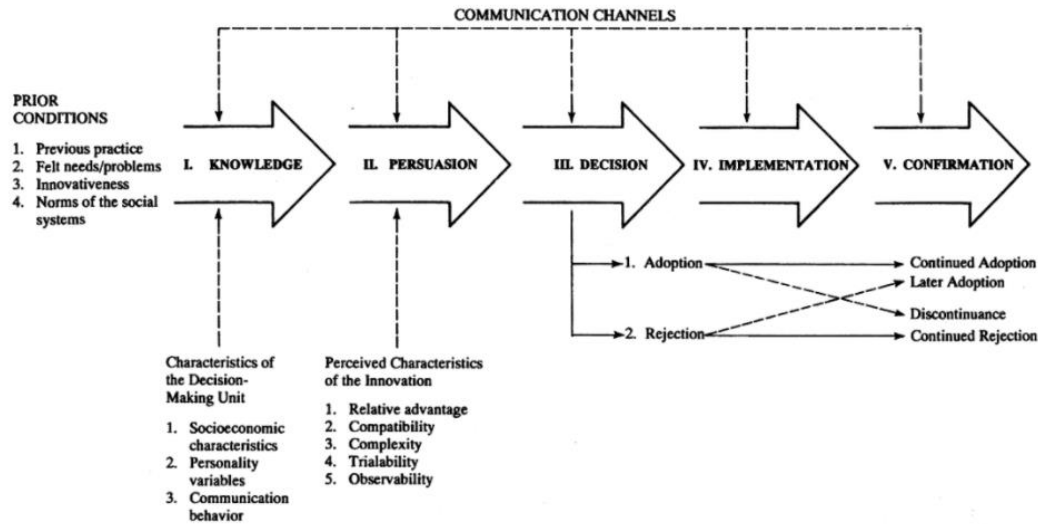 COMMUNICATION CHANNELS
PRIOR
CONDITIONS
1. Previous practice
2. Felt needs/problems
3. Innovativeness
4. Norms of the social
systems
I. KNOWLEDGE
II. PERSUASION
III. DECISION
IV. IMPLEMENTATION
V. CONFIRMATION
1. Adoption
2. Rejection
Continued Adoption
Later Adoption
Discontinuance
Continued Rejection
Characteristics of
the Decision-
Making Unit
1. Socioeconomic
characteristics
2. Personality
variables
3. Communication
behavior
Perceived Characteristics
of the Innovation
1. Relative advantage
2. Compatibility
3. Complexity
4. Trialability
5. Observability